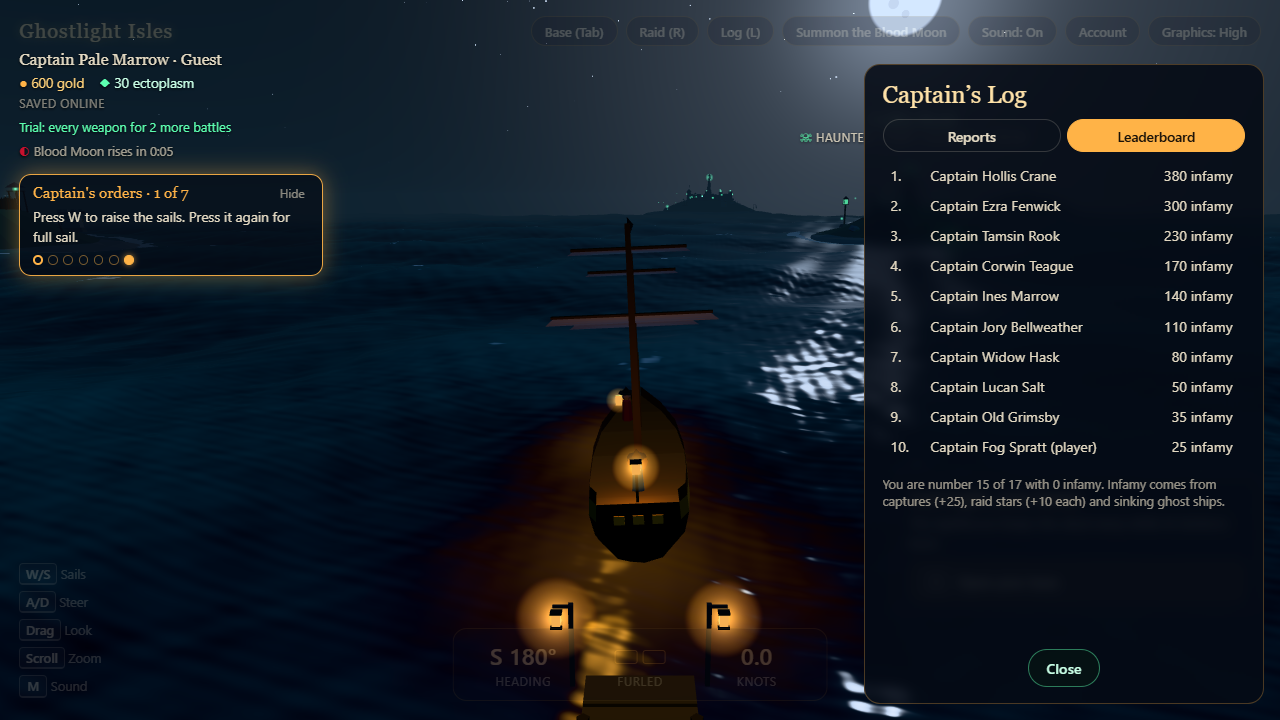 Ghostlight Isles
Captain Pale Marrow · Guest
600 gold 30 ectoplasm
SAVED ONLINE
Trial: every weapon for 2 more battles
Blood Moon rises in 0:05
Captain's orders · 1 of 7
Hide
Press W to raise the sails. Press it again for
full sail.
Base (Tab)
Raid (R)
Log (L)
Summon the Blood Moon
Sound: On
Account
Graphics: High
HAUNTE
Captain's Log
Reports
Leaderboard
1. Captain Hollis Crane 380 infamy
2. Captain Ezra Fenwick 300 infamy
3. Captain Tamsin Rook 230 infamy
4. Captain Corwin Teague 170 infamy
5. Captain Ines Marrow 140 infamy
6. Captain Jory Bellweather 110 infamy
7. Captain Widow Hask 80 infamy
8. Captain Lucan Salt 50 infamy
9. Captain Old Grimsby 35 infamy
10. Captain Fog Spratt (player) 25 infamy
You are number 15 of 17 with 0 infamy. Infamy comes from
captures (+25), raid stars (+10 each) and sinking ghost ships.
Close
W/S Sails
A/D Steer
Drag Look
Scroll Zoom
M Sound
S 180°
HEADING
FURLED
0.0
KNOTS